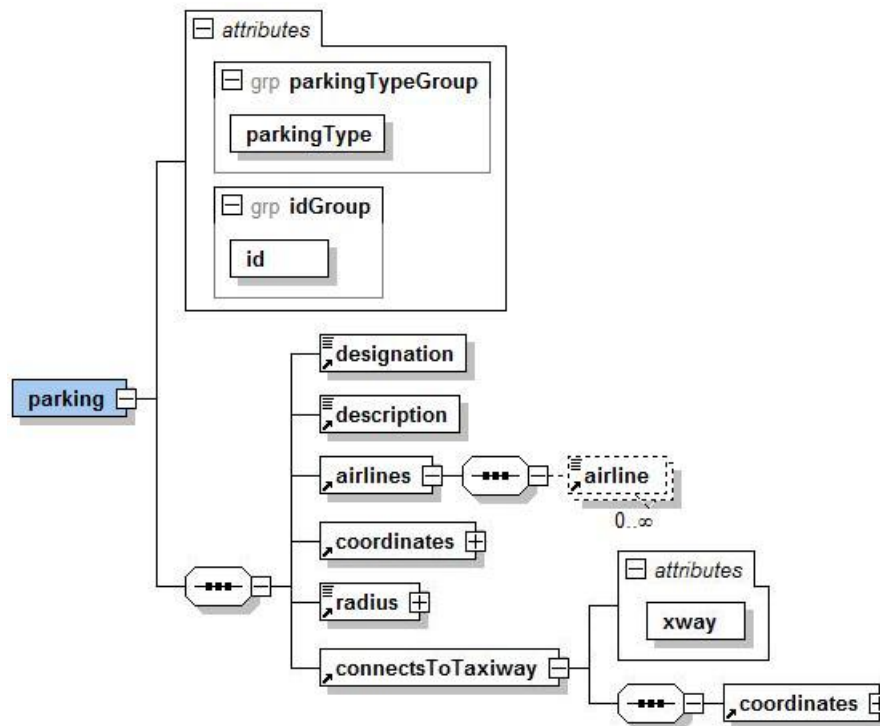 attributes
grp parkingTypeGroup
parkingType
grp idGroup
id
parking
designation
description
airlines
airline
0..∞
coordinates
radius
attributes
xway
connectsToTaxiway
coordinates